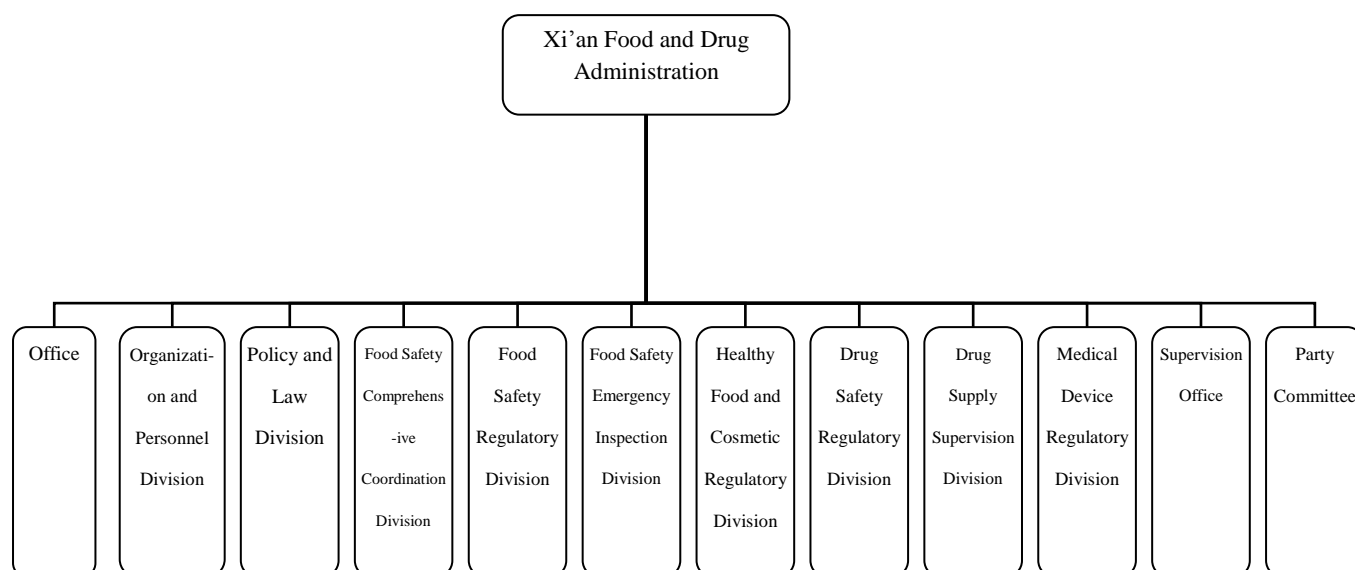 Xi’an Food and Drug
Administration
Office
Organizati-
on and
Personnel
Division
Policy and
Law
Division
Food Safety
Comprehens
-ive
Coordination
Division
Food
Safety
Regulatory
Division
Food Safety
Emergency
Inspection
Division
Healthy
Food and
Cosmetic
Regulatory
Division
Drug
Safety
Regulatory
Division
Drug
Supply
Supervision
Division
Medical
Device
Regulatory
Division
Supervision
Office
Party
Committee